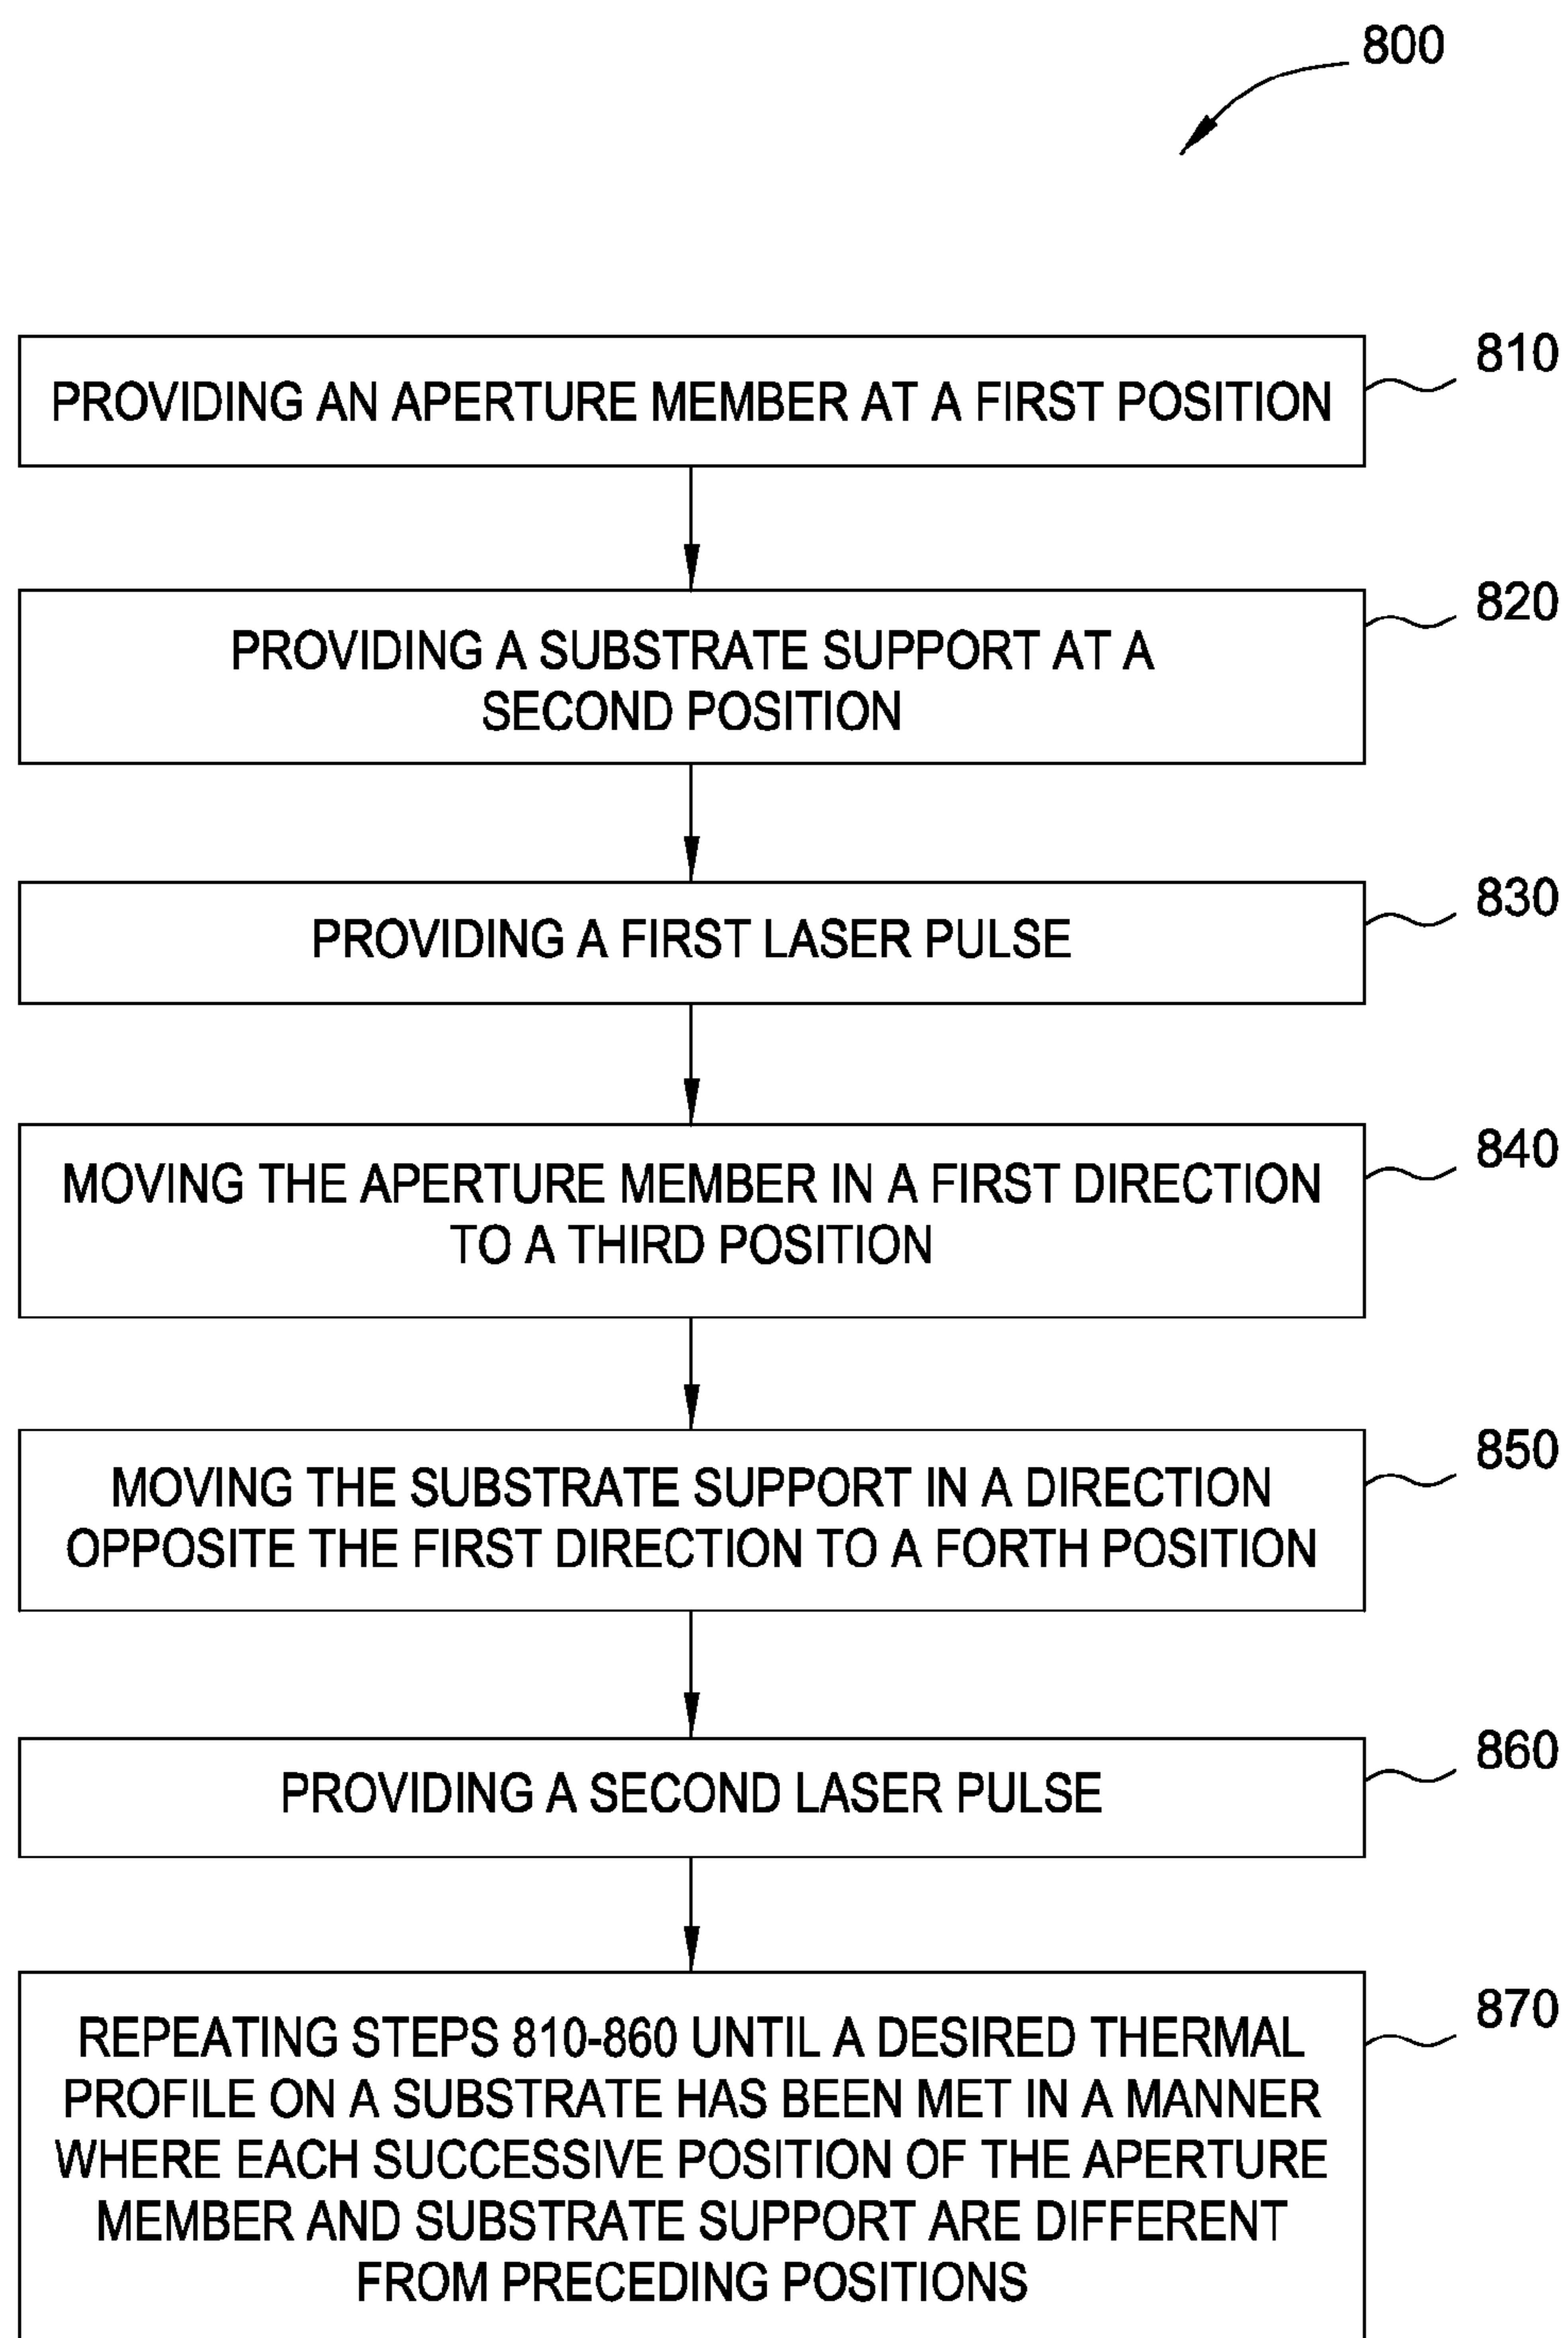 800
810
PROVIDING AN APERTURE MEMBER AT A FIRST POSITION
820
PROVIDING A SUBSTRATE SUPPORT AT A
SECOND POSITION
830
PROVIDING A FIRST LASER PULSE
840
MOVING THE APERTURE MEMBER IN A FIRST DIRECTION
TO A THIRD POSITION
850
MOVING THE SUBSTRATE SUPPORT IN A DIRECTION
OPPOSITE THE FIRST DIRECTION TO A FORTH POSITION
860
PROVIDING A SECOND LASER PULSE
870
REPEATING STEPS 810-860 UNTIL A DESIRED THERMAL
PROFILE ON A SUBSTRATE HAS BEEN MET IN A MANNER
WHERE EACH SUCCESSIVE POSITION OF THE APERTURE
MEMBER AND SUBSTRATE SUPPORT ARE DIFFERENT
FROM PRECEDING POSITIONS